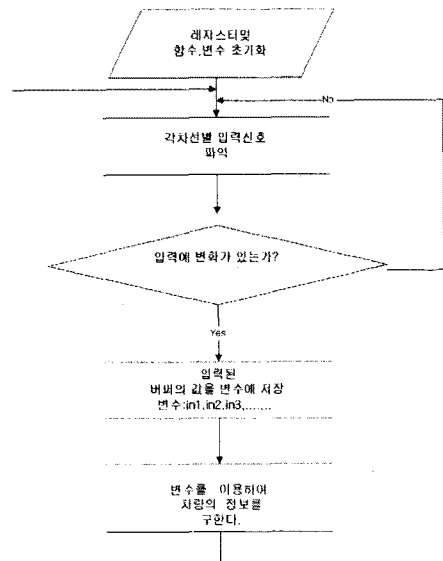 레지스터및
함수,변수 초기화
No
각차선별 입력신호
파악
입력에 변화가 있는가?
Yes
입력된
버퍼의 값을 변수에 저장
변수:in1,in2,in3,.......
변수를 이용하여
차량의 정보를
구한다.